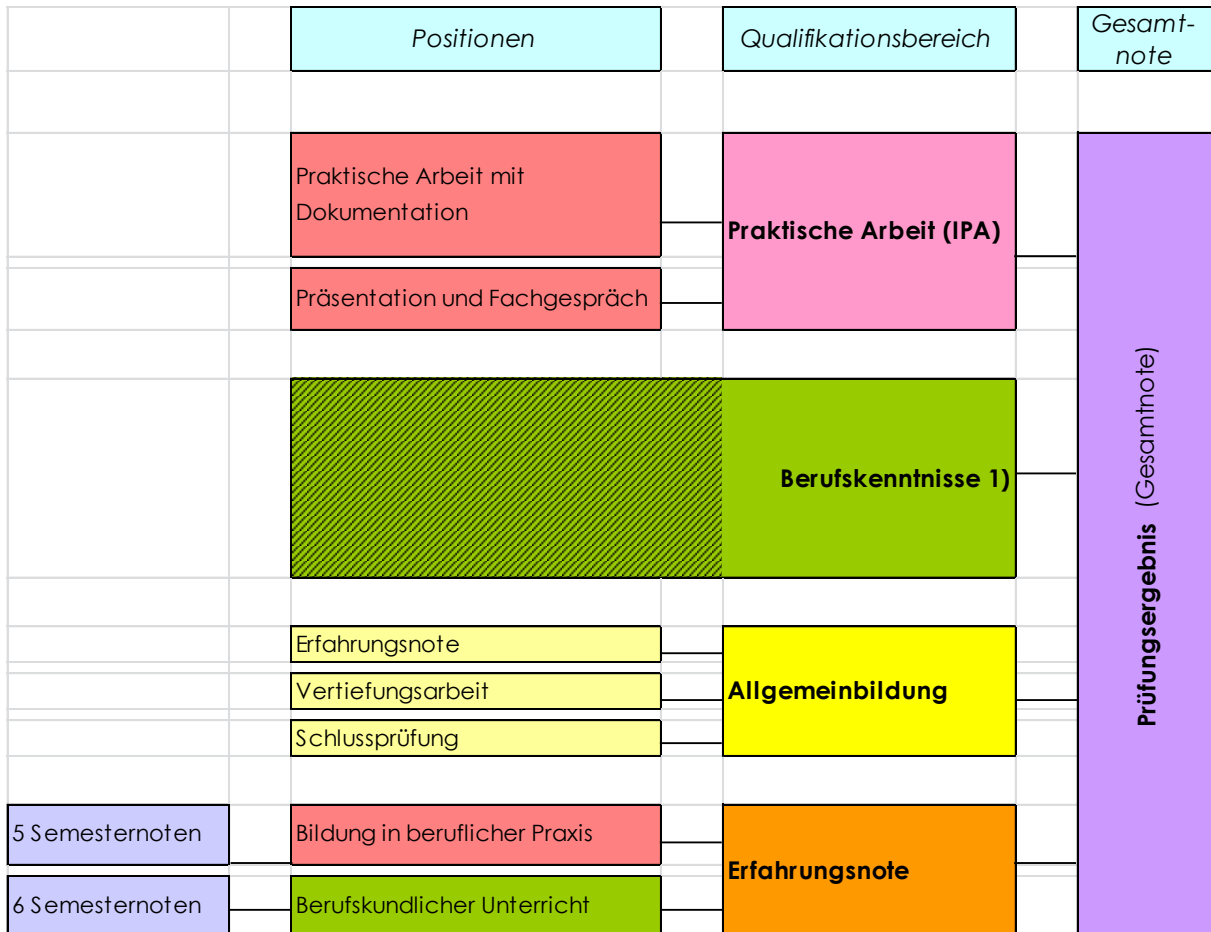 Positionen
Qualifikationsbereich
Gesamt-
note
Praktische Arbeit mit
Dokumentation
Praktische Arbeit (IPA)
Präsentation und Fachgespräch
Berufskenntnisse 1)
Prüfungsergebnis (Gesamtnote)
Erfahrungsnote
Vertiefungsarbeit
Allgemeinbildung
Schlussprüfung
5 Semesternoten
Bildung in beruflicher Praxis
Erfahrungsnote
6 Semesternoten
Berufskundlicher Unterricht